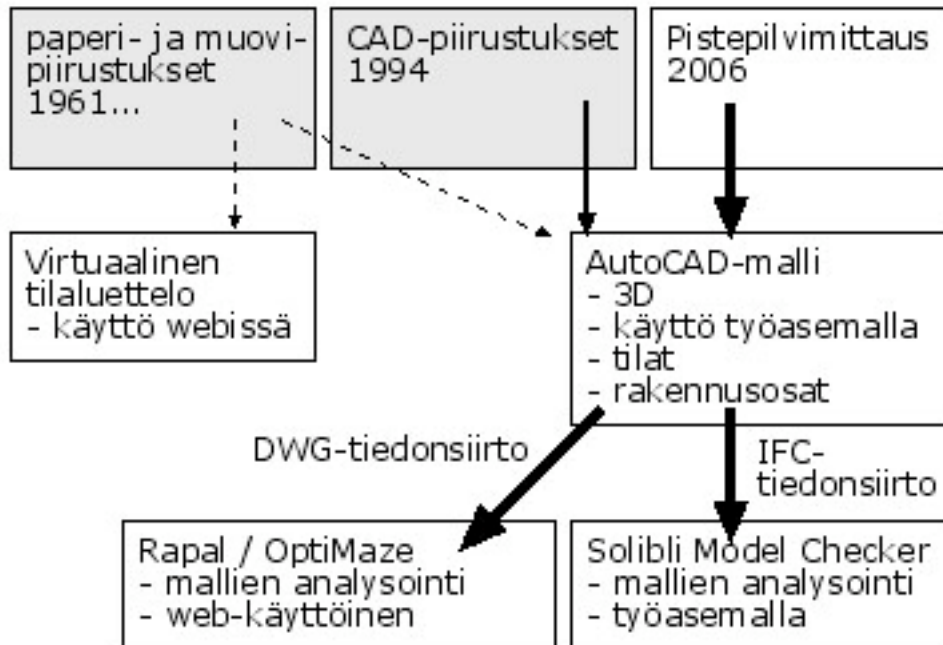 paperi- ja muovi-
piirustukset
1961...
CAD-piirustukset
1994
Pistepilvimittaus
2006
Virtuaalinen
tilaluettelo
- käyttö webissä
AutoCAD-malli
- 3D
- käyttö työasemalla
- tilat
- rakennusosat
DWG-tiedonsiirto
IFC-
tiedonsiirto
Rapal / OptiMaze
- mallien analysointi
- web-käyttöinen
Solibli Model Checker
- mallien analysointi
- työasemalla